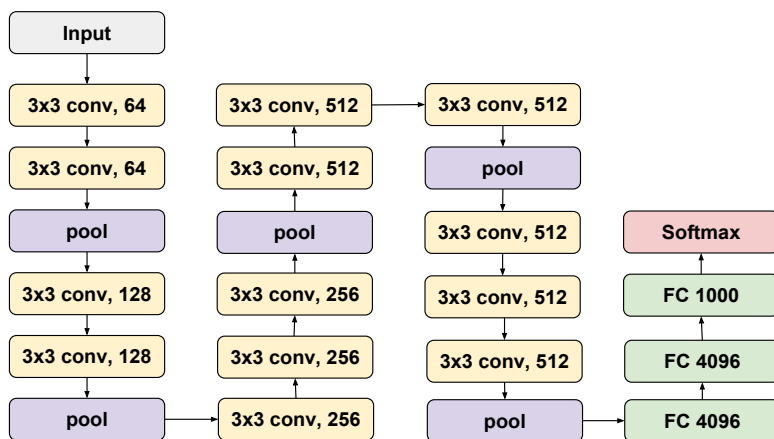 Input
3x3 conv, 64
3x3 conv, 64
pool
3x3 conv, 128
3x3 conv, 128
pool
3x3 conv, 256
3x3 conv, 256
3x3 conv, 256
pool
3x3 conv, 512
3x3 conv, 512
3x3 conv, 512
pool
3x3 conv, 512
3x3 conv, 512
3x3 conv, 512
pool
FC 4096
FC 4096
FC 1000
Softmax